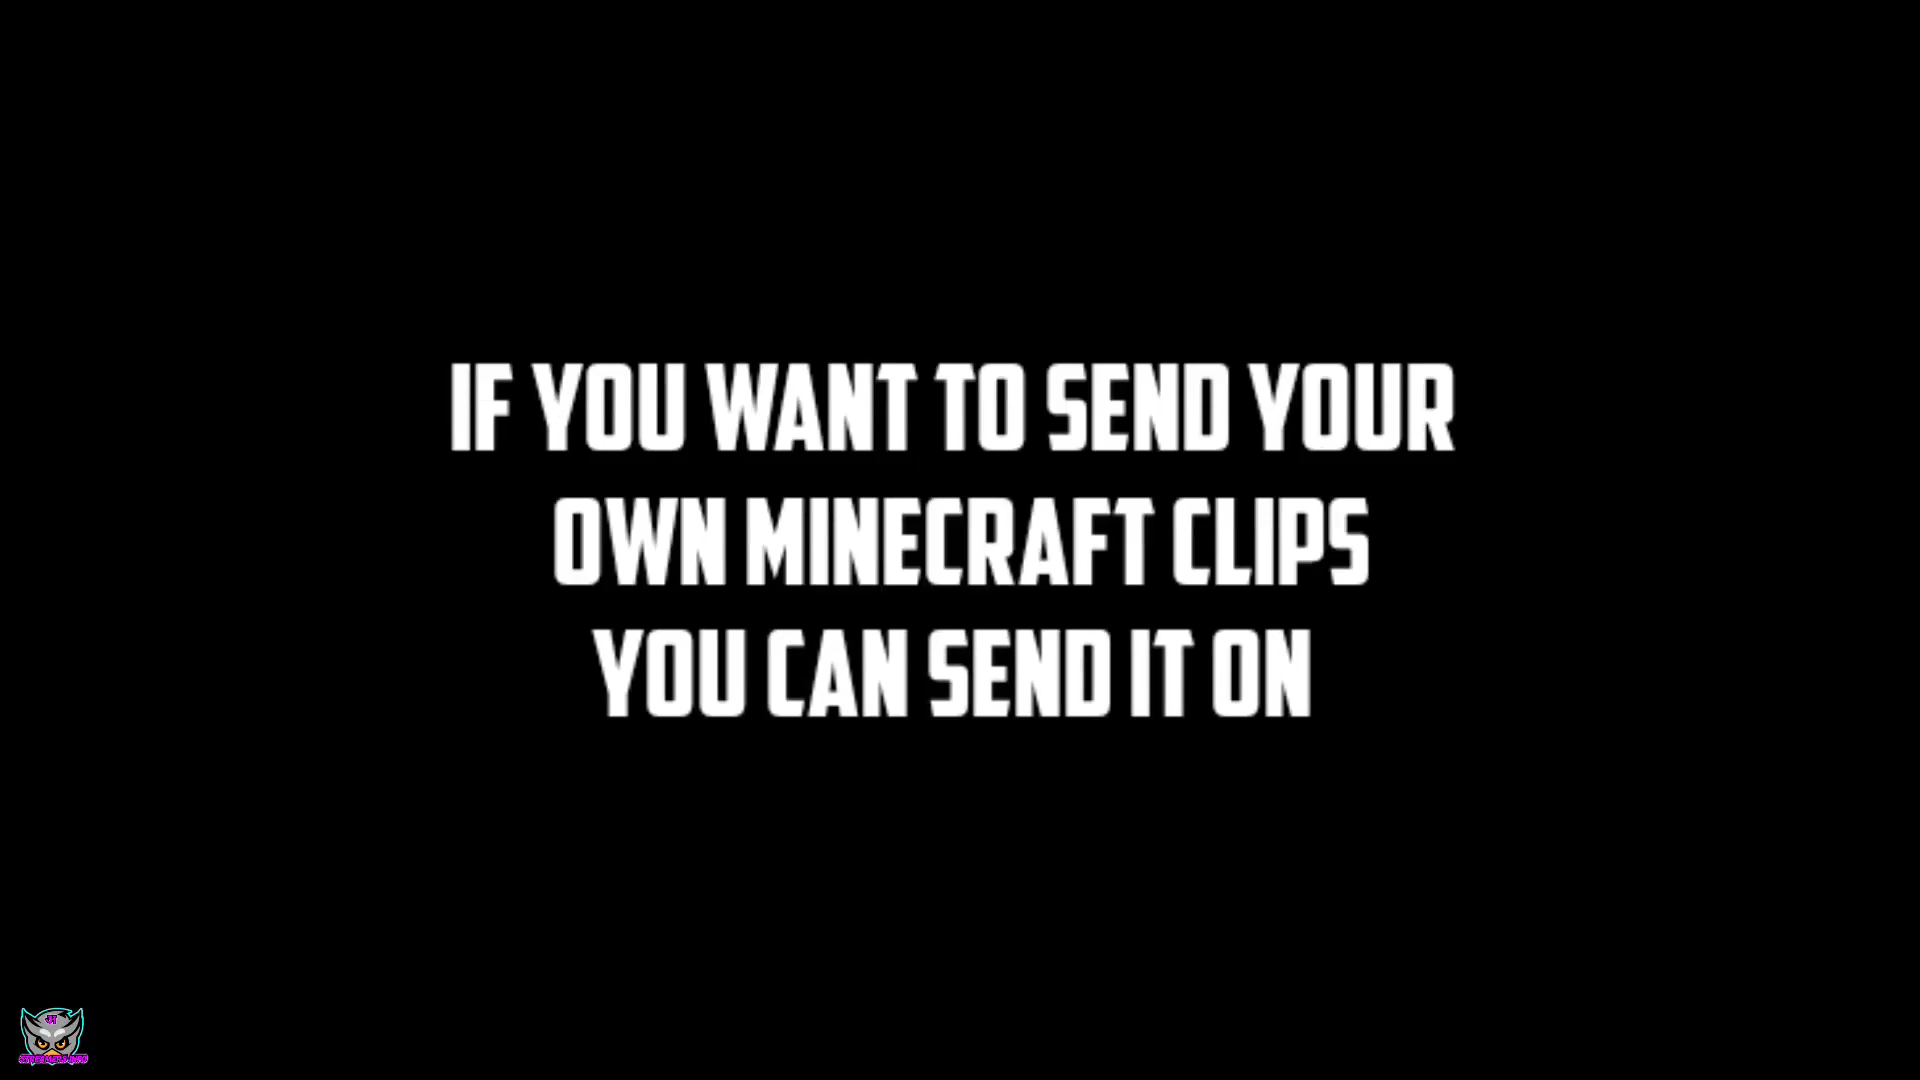 IF YOU WANT TO SEND YOUR
OWN MINECRAFT CLIPS
YOU CAN SEND IT ON